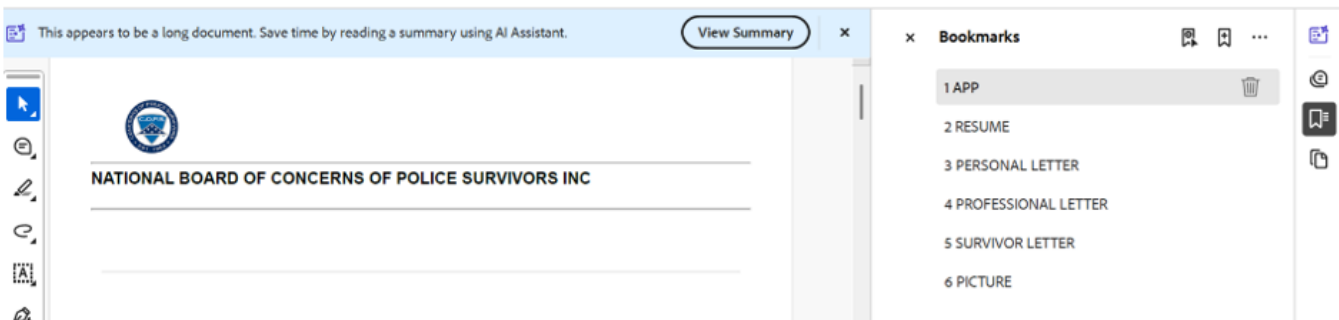 This appears to be a long document. Save time by reading a summary using AI Assistant.
View Summary
NATIONAL BOARD OF CONCERNS OF POLICE SURVIVORS INC
Bookmarks
1 APP
2 RESUME
3 PERSONAL LETTER
4 PROFESSIONAL LETTER
5 SURVIVOR LETTER
6 PICTURE